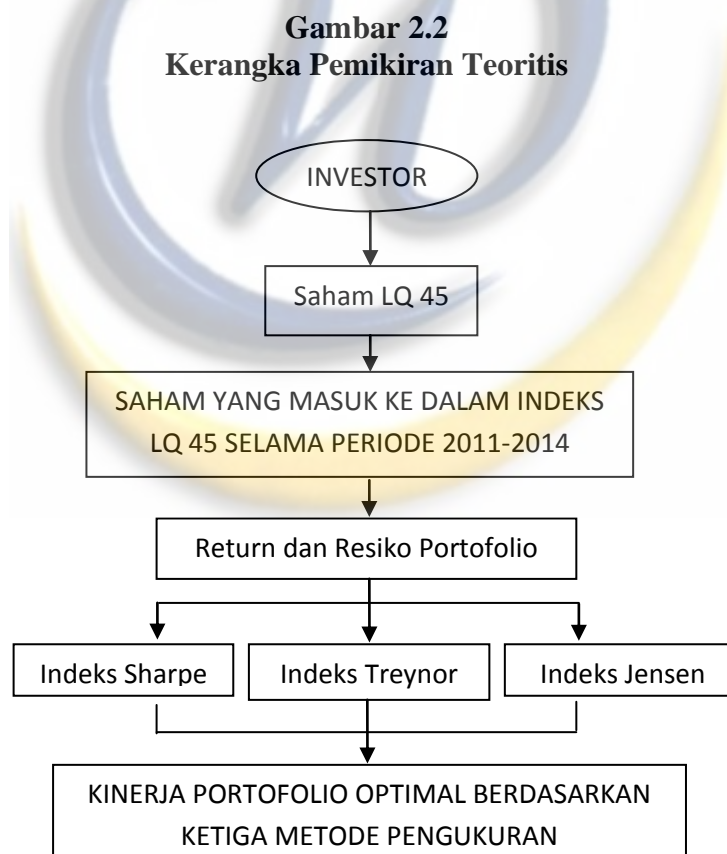 Gambar 2.2
Kerangka Pemikiran Teoritis
INVESTOR
Saham LQ 45
SAHAM YANG MASUK KE DALAM INDEKS
LQ 45 SELAMA PERIODE 2011-2014
Return dan Resiko Portofolio
Indeks Sharpe
Indeks Treynor
Indeks Jensen
KINERJA PORTOFOLIO OPTIMAL BERDASARKAN
KETIGA METODE PENGUKURAN